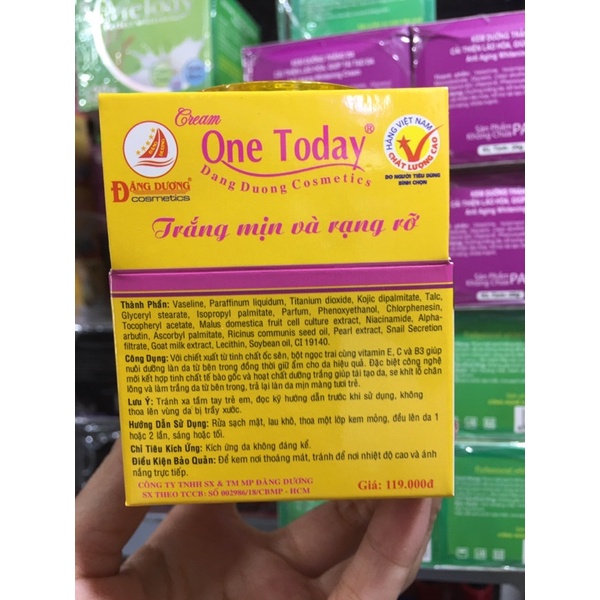 Melody
Cream
One Today®
Dang Duong Cosmetics
ĐĂNG DƯƠNG®
cosmetics
HÀNG VIỆT NAM
CHẤT LƯỢNG CAO
DO NGƯỜI TIÊU DÙNG
BÌNH CHỌN
Trắng mịn và rạng rỡ
Thành Phần: Vaseline, Paraffinum liquidum, Titanium dioxide, Kojic dipalmitate, Talc,
Glyceryl stearate, Isopropyl palmitate, Parfum, Phenoxyethanol, Chlorphenesin,
Tocopheryl acetate, Malus domestica fruit cell culture extract, Niacinamide, Alpha-
arbutin, Ascorbyl palmitate, Ricinus communis seed oil, Pearl extract, Snail Secretion
filtrate, Goat milk extract, Lecithin, Soybean oil, CI 19140.
Công Dụng: Với chiết xuất từ tinh chất ốc sên, bột ngọc trai cùng vitamin E, C và B3 giúp
nuôi dưỡng làn da từ bên trong đồng thời giữ ẩm cho da hiệu quả. Đặc biệt công nghệ
mới kết hợp tinh chất tế bào gốc và hoạt chất dưỡng trắng giúp tái tạo da, se khít lỗ chân
lông và làm trắng da từ bên trong, trả lại làn da mịn màng tươi trẻ.
Lưu Ý: Tránh xa tầm tay trẻ em, đọc kỹ hướng dẫn trước khi sử dụng, không
thoa lên vùng da bị trầy xước.
Hướng Dẫn Sử Dụng: Rửa sạch mặt, lau khô, thoa một lớp kem mỏng, đều lên da 1
hoặc 2 lần, sáng hoặc tối.
Chỉ Tiêu Kích Ứng: Kích ứng da không đáng kể.
Điều Kiện Bảo Quản: Để kem nơi thoáng mát, tránh để nơi nhiệt độ cao và ánh
nắng trực tiếp.
CÔNG TY TNHH SX & TM MP ĐĂNG DƯƠNG
SX THEO TCCB: SỐ 002986/18/CBMP - HCM
Giá: 119.000đ